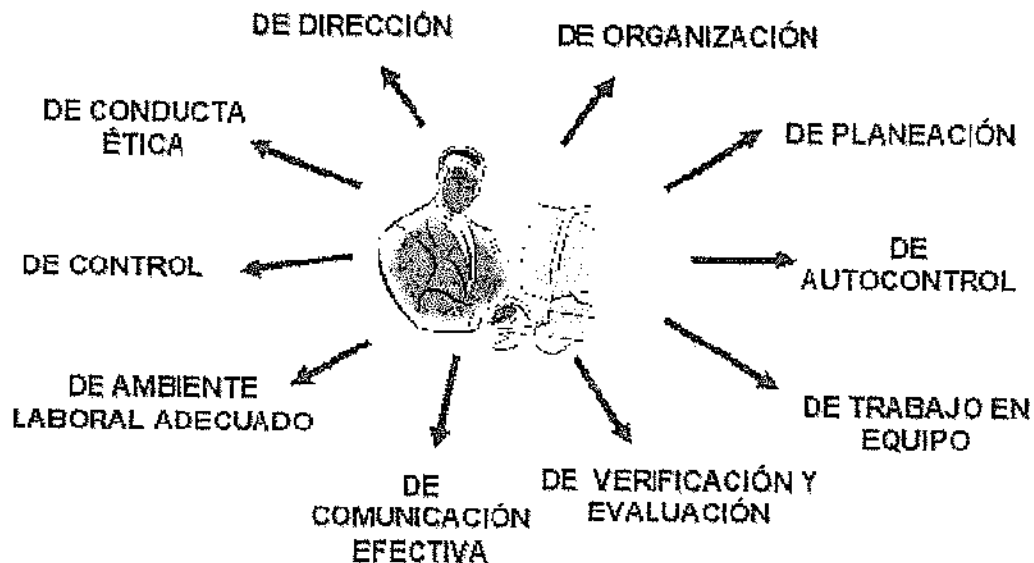 DE DIRECCIÓN
DE ORGANIZACIÓN
DE CONDUCTA
ÉTICA
DE PLANEACIÓN
DE CONTROL
DE
AUTOCONTROL
DE AMBIENTE
LABORAL ADECUADO
DE TRABAJO EN
EQUIPO
DE
COMUNICACIÓN
EFECTIVA
DE VERIFICACIÓN Y
EVALUACIÓN